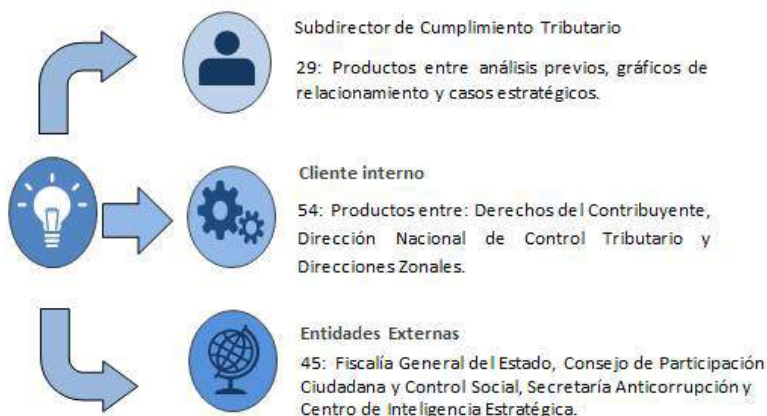 Subdirector de Cumplimiento Tributario
29: Productos entre análisis previos, gráficos de
relacionamiento y casos estratégicos.
Cliente interno
54: Productos entre: Derechos del Contribuyente,
Dirección Nacional de Control Tributario y
Direcciones Zonales.
Entidades Externas
45: Fiscalía General del Estado, Consejo de Participación
Ciudadana y Control Social, Secretaría Anticorrupción y
Centro de Inteligencia Estratégica.